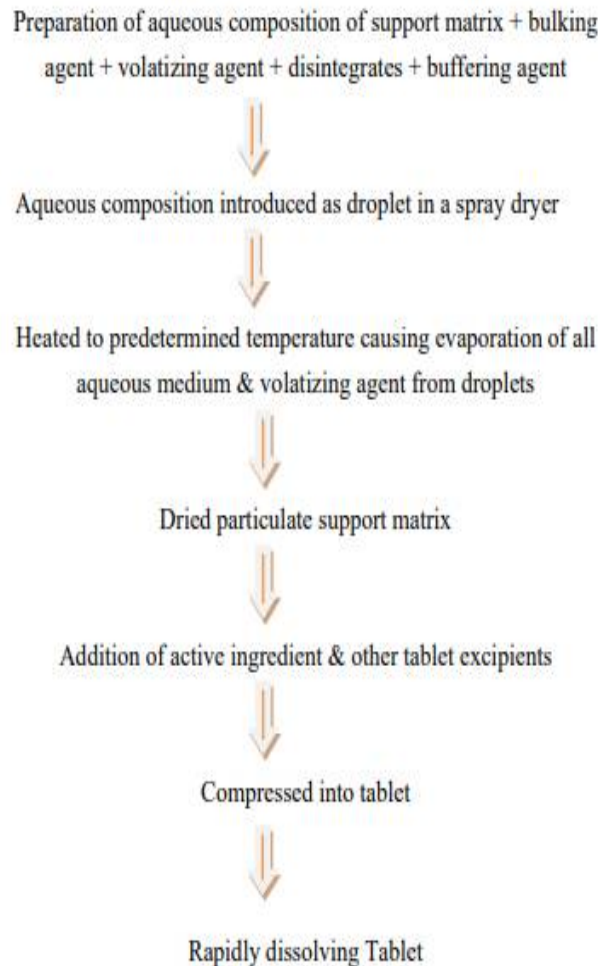 Preparation of aqueous composition of support matrix + bulking
agent + volatizing agent + disintegrates + buffering agent
Aqueous composition introduced as droplet in a spray dryer
Heated to predetermined temperature causing evaporation of all
aqueous medium & volatizing agent from droplets
Dried particulate support matrix
Addition of active ingredient & other tablet excipients
Compressed into tablet
Rapidly dissolving Tablet